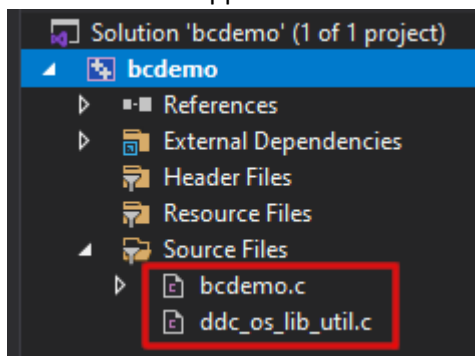 Solution 'bcdemo' (1 of 1 project)
bcdemo
References
External Dependencies
Header Files
Resource Files
Source Files
bcdemo.c
ddc_os_lib_util.c